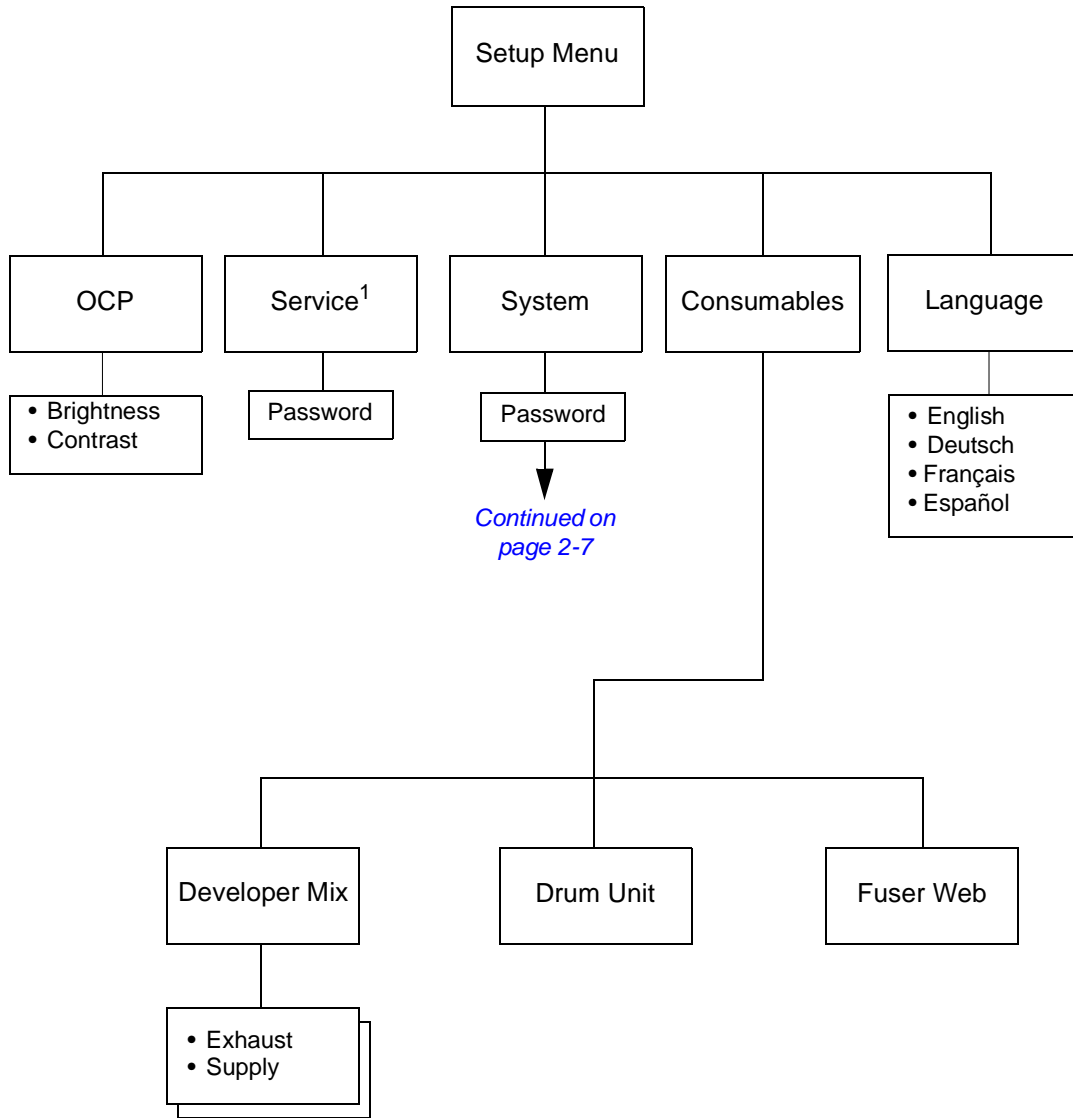 Setup Menu
OCP
Service¹
System
Consumables
Language
• Brightness
• Contrast
Password
Password
• English
• Deutsch
• Français
• Español
Continued on
page 2-7
Developer Mix
Drum Unit
Fuser Web
• Exhaust
• Supply